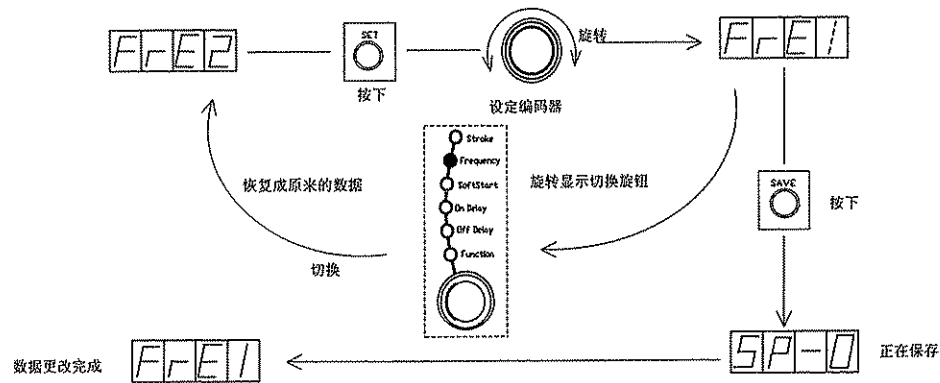 FrE2
SET
按下
旋转
设定编码器
FrE1
Stroke
Frequency
SoftStart
On Delay
Off Delay
Function
恢复成原来的数据
切换
旋转显示切换旋钮
SAVE
按下
数据更改完成
FrE1
SP-0
正在保存